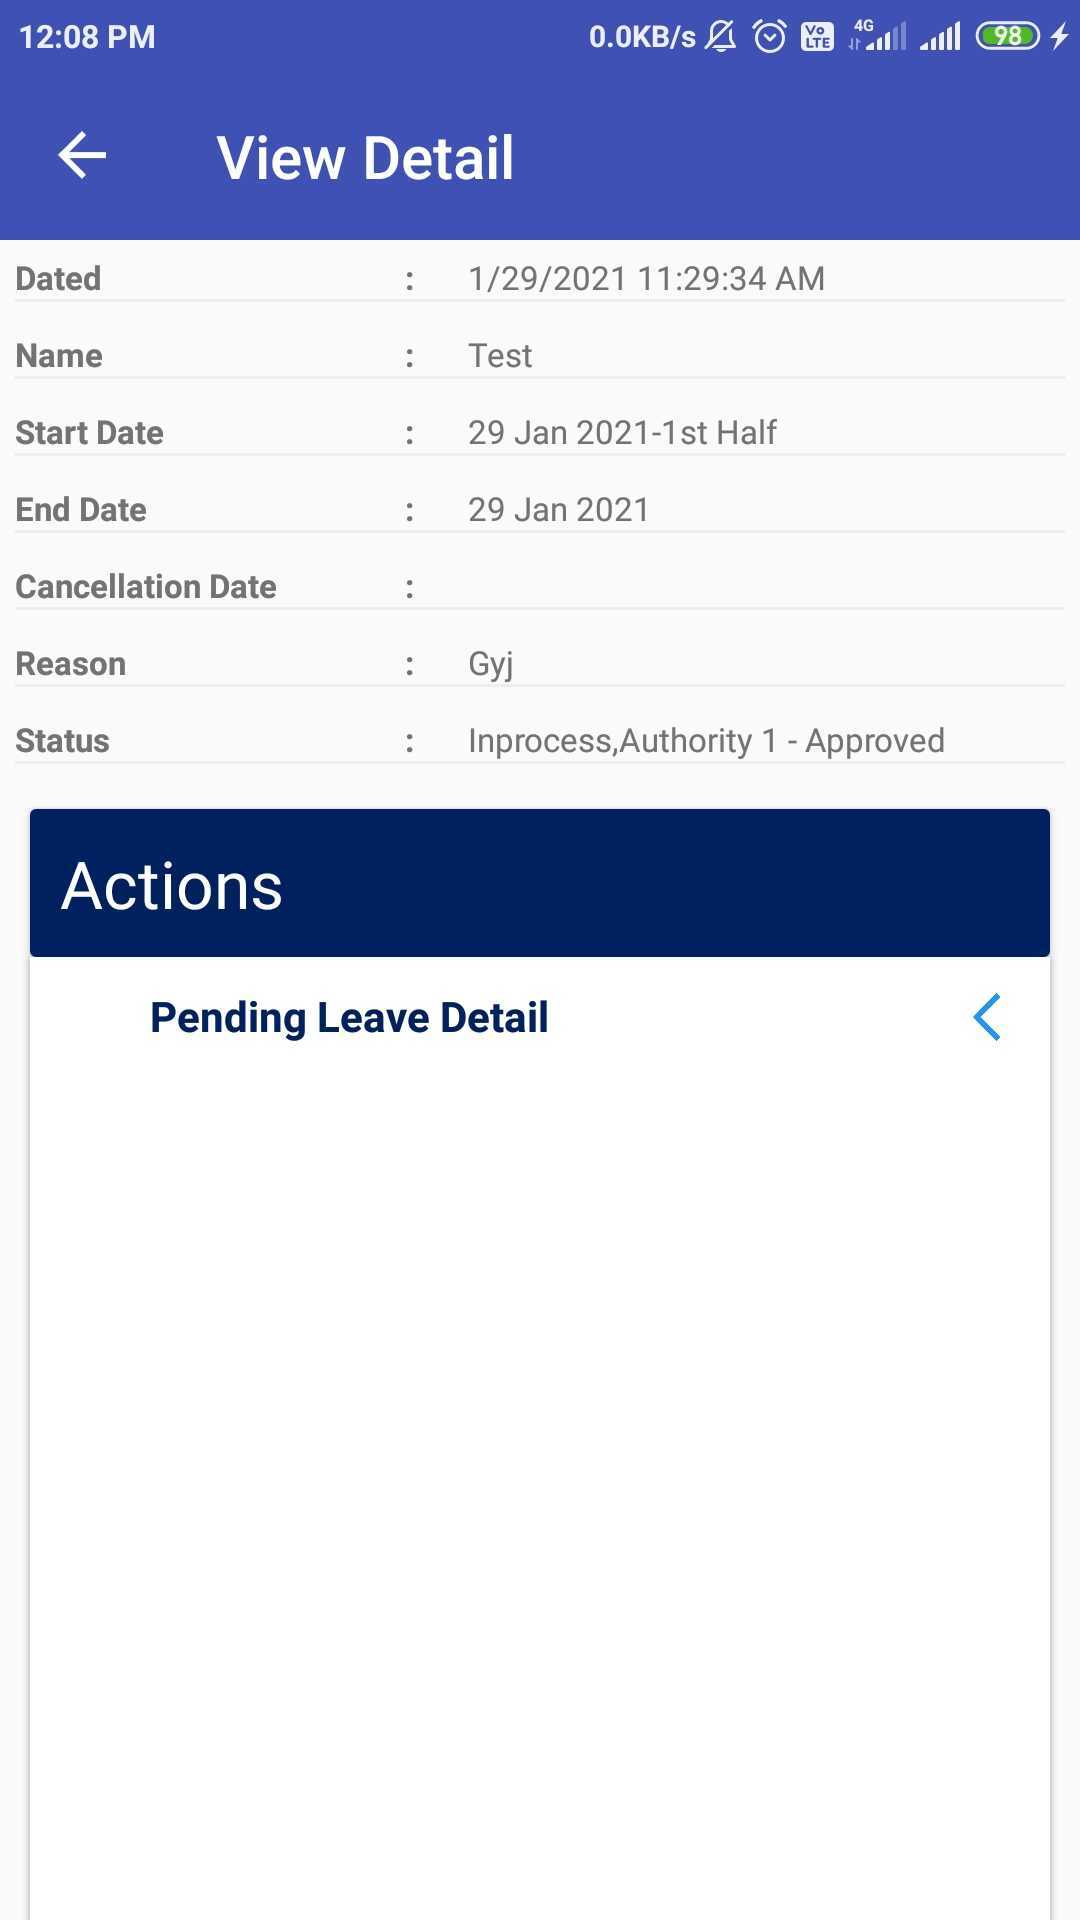 12:08 PM 0.0KB/s Vo LTE 4G 98
View Detail
Dated : 1/29/2021 11:29:34 AM
Name : Test
Start Date : 29 Jan 2021-1st Half
End Date : 29 Jan 2021
Cancellation Date :
Reason : Gyj
Status : Inprocess,Authority 1 - Approved
Actions
Pending Leave Detail